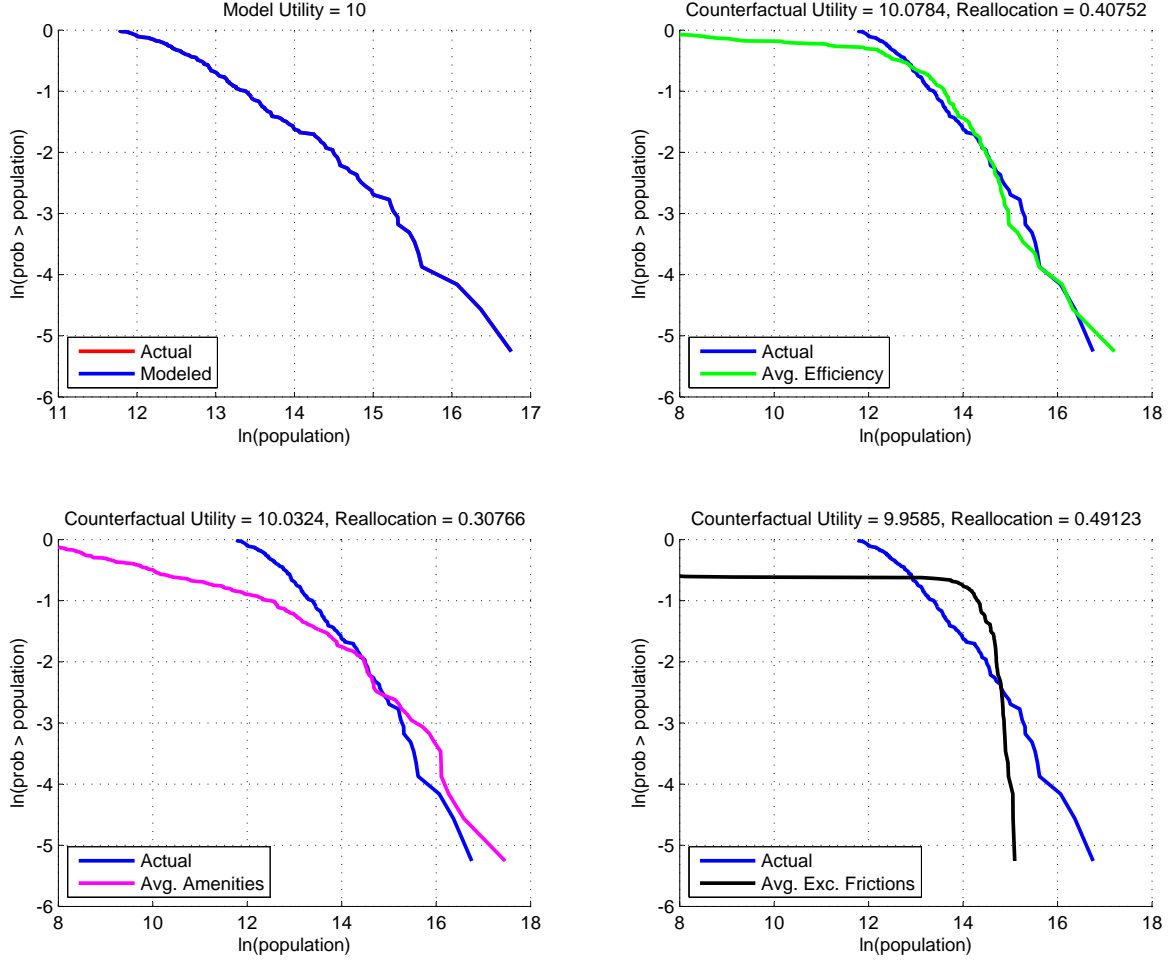 Model Utility = 10
0
-1
-2
-3
-4
-5
-6
ln(prob > population)
11 12 13 14 15 16 17
ln(population)
Actual
Modeled
Counterfactual Utility = 10.0784, Reallocation = 0.40752
0
-1
-2
-3
-4
-5
-6
ln(prob > population)
8 10 12 14 16 18
ln(population)
Actual
Avg. Efficiency
Counterfactual Utility = 10.0324, Reallocation = 0.30766
0
-1
-2
-3
-4
-5
-6
ln(prob > population)
8 10 12 14 16 18
ln(population)
Actual
Avg. Amenities
Counterfactual Utility = 9.9585, Reallocation = 0.49123
0
-1
-2
-3
-4
-5
-6
ln(prob > population)
8 10 12 14 16 18
ln(population)
Actual
Avg. Exc. Frictions